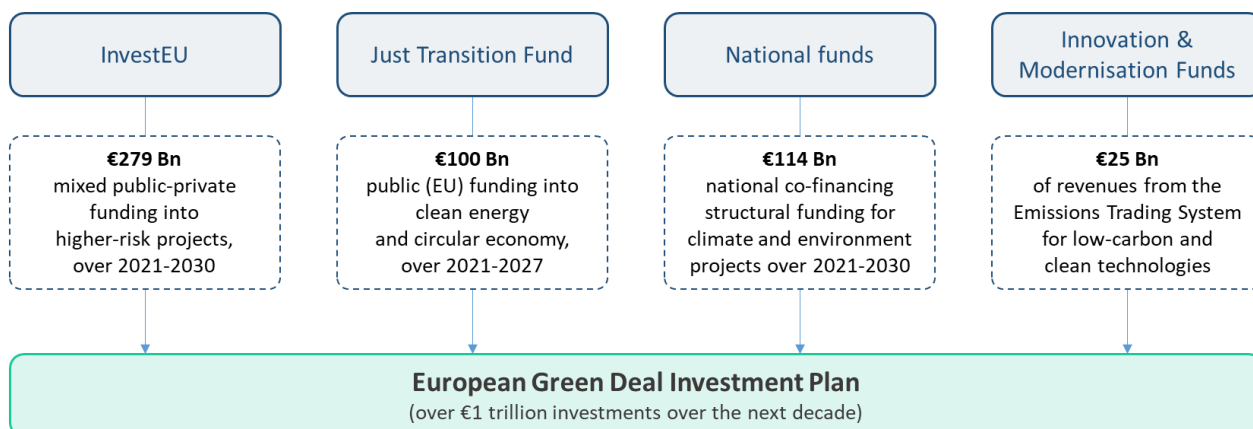 InvestEU
Just Transition Fund
National funds
Innovation &
Modernisation Funds
€279 Bn
mixed public-private
funding into
higher-risk projects,
over 2021-2030
€100 Bn
public (EU) funding into
clean energy
and circular economy,
over 2021-2027
€114 Bn
national co-financing
structural funding for
climate and environment
projects over 2021-2030
€25 Bn
of revenues from the
Emissions Trading System
for low-carbon and
clean technologies
European Green Deal Investment Plan
(over €1 trillion investments over the next decade)